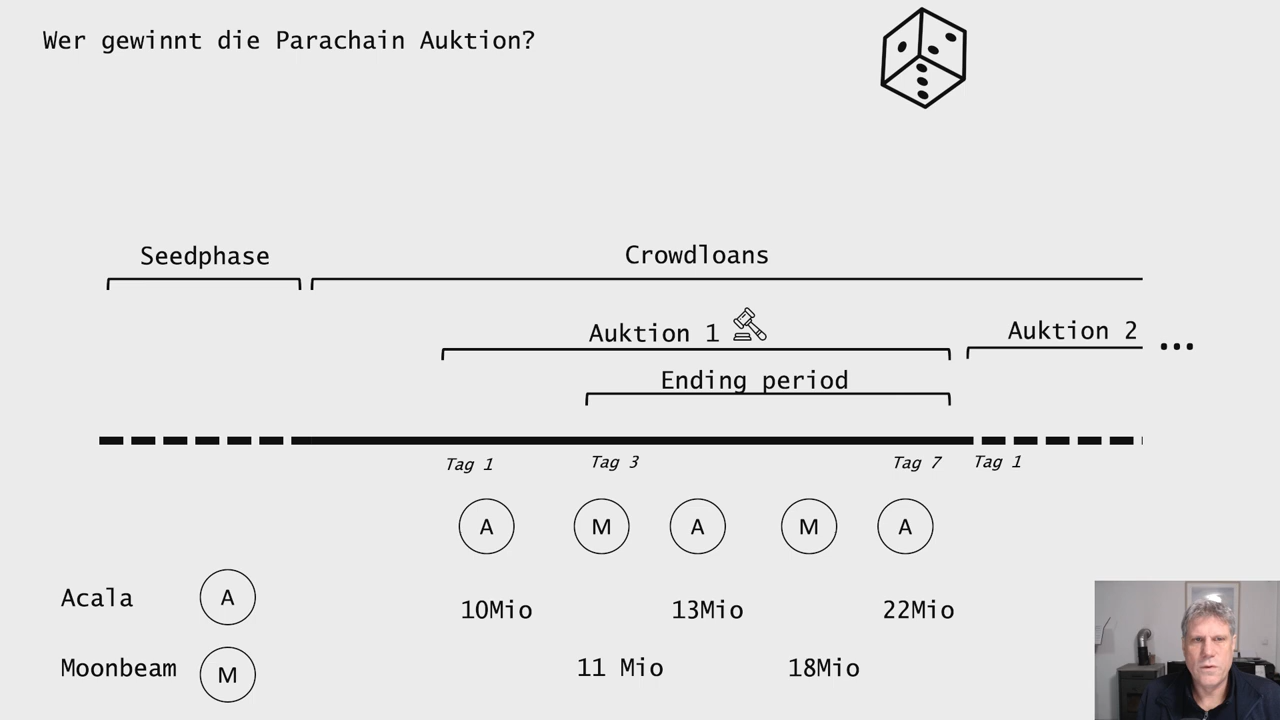 Wer gewinnt die Parachain Auktion?
Seedphase
Crowdloans
Auktion 1
Auktion 2
...
Ending period
Tag 1
Tag 3
Tag 7
Tag 1
A
M
A
M
A
Acala
A
10Mio
13Mio
22Mio
Moonbeam
M
11 Mio
18Mio